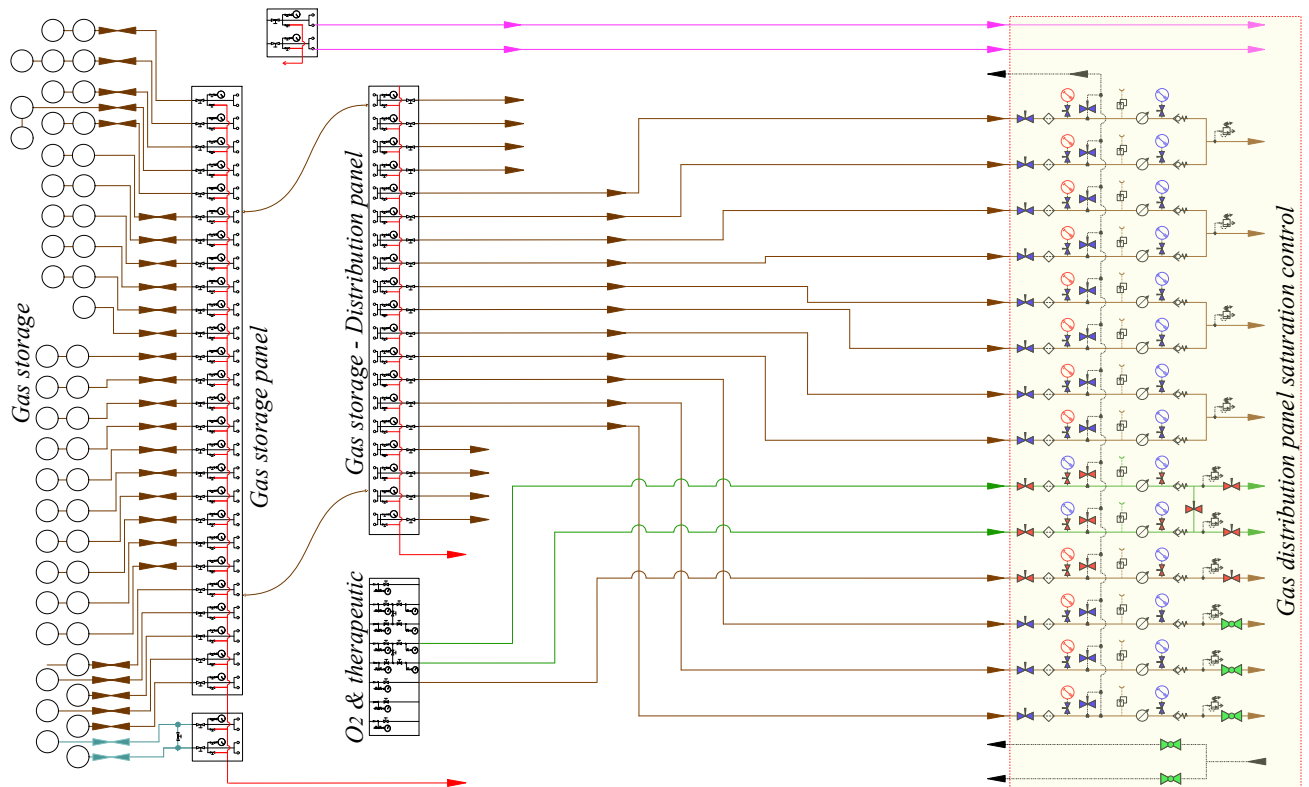 Gas storage
Gas storage panel
Gas storage - Distribution panel
O2 & therapeutic
Gas distribution panel saturation control